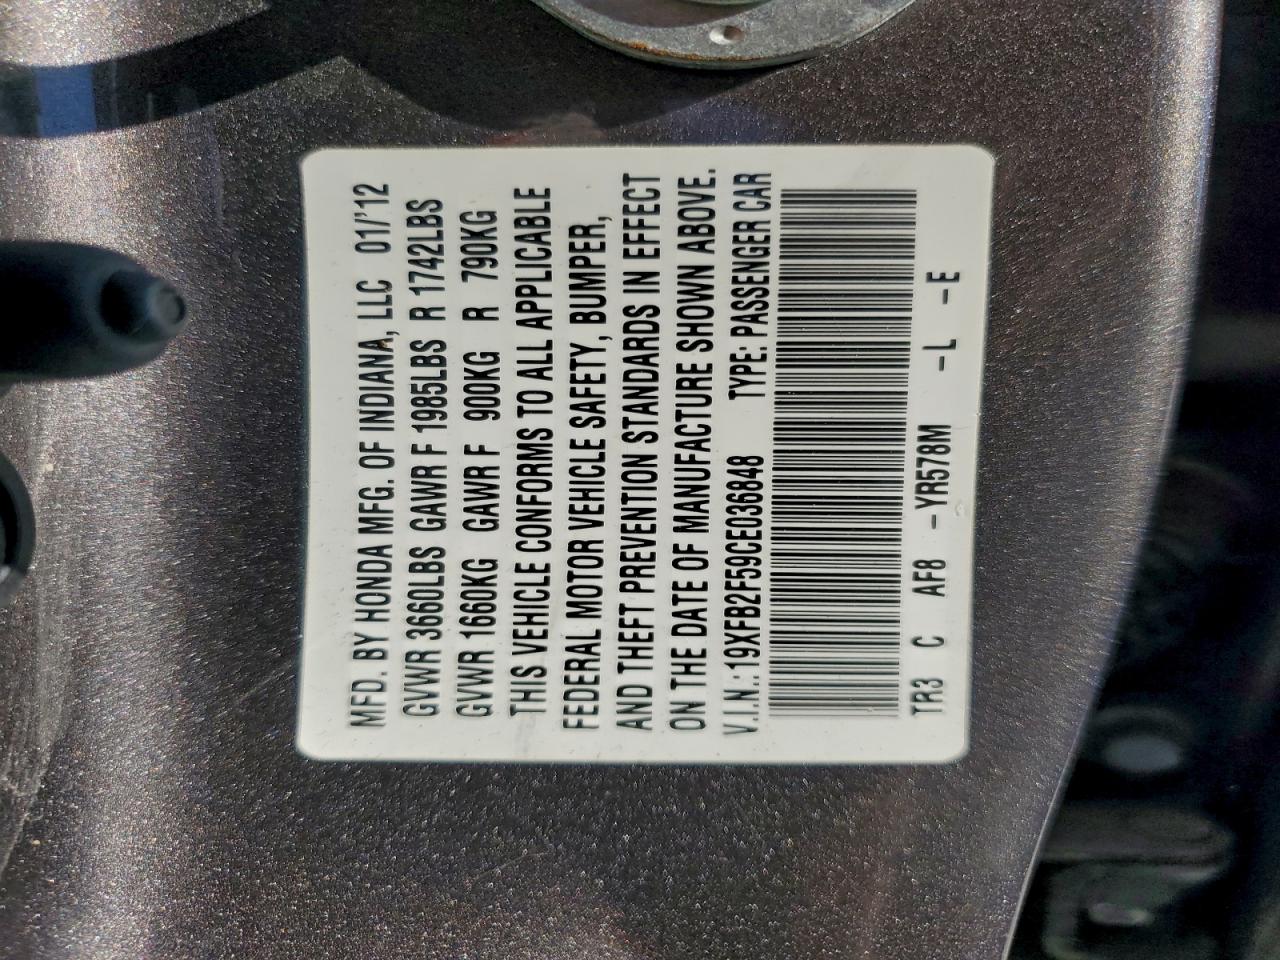 MFD. BY HONDA MFG. OF INDIANA, LLC 01/'12
GVWR 3660LBS GAWR F 1985LBS R 1742LBS
GVWR 1660KG GAWR F 900KG R 790KG
THIS VEHICLE CONFORMS TO ALL APPLICABLE
FEDERAL MOTOR VEHICLE SAFETY, BUMPER,
AND THEFT PREVENTION STANDARDS IN EFFECT
ON THE DATE OF MANUFACTURE SHOWN ABOVE.
V.I.N.: 19XFB2F59CE036848 TYPE: PASSENGER CAR
TR3 C AF8 -YR578M -L -E